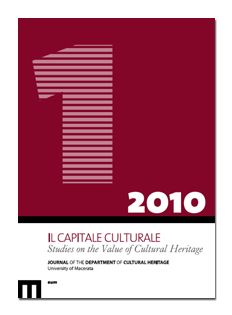 1
2010
IL CAPITALE CULTURALE
Studies on the Value of Cultural Heritage
JOURNAL OF THE DEPARTMENT OF CULTURAL HERITAGE
University of Macerata
m eum